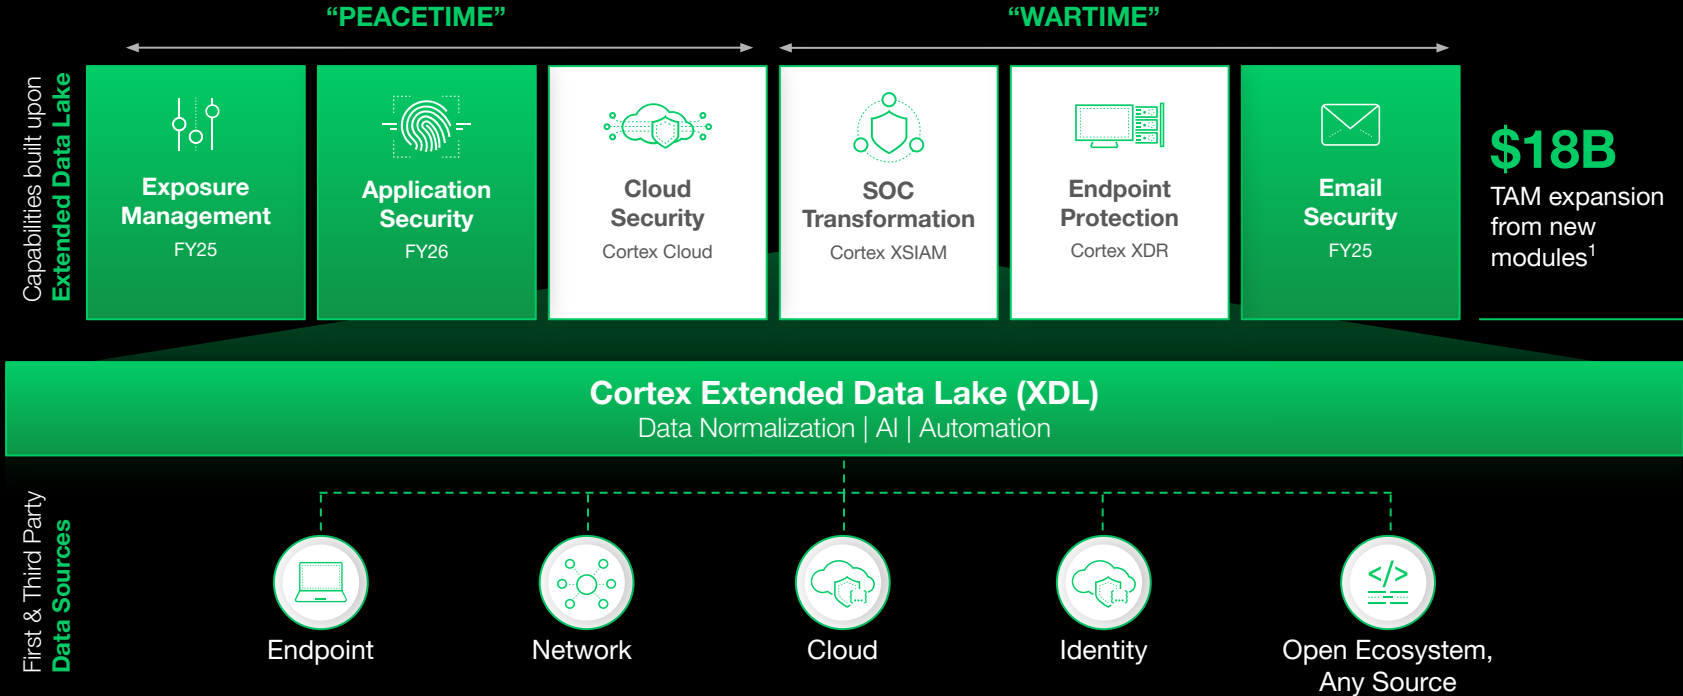 “PEACETIME”
“WARTIME”
Capabilities built upon
Extended Data Lake
Exposure
Management
FY25
Application
Security
FY26
Cloud
Security
Cortex Cloud
SOC
Transformation
Cortex XSIAM
Endpoint
Protection
Cortex XDR
Email
Security
FY25
$18B
TAM expansion
from new
modules1
Cortex Extended Data Lake (XDL)
Data Normalization | AI | Automation
First & Third Party
Data Sources
</>
Endpoint
Network
Cloud
Identity
Open Ecosystem,
Any Source